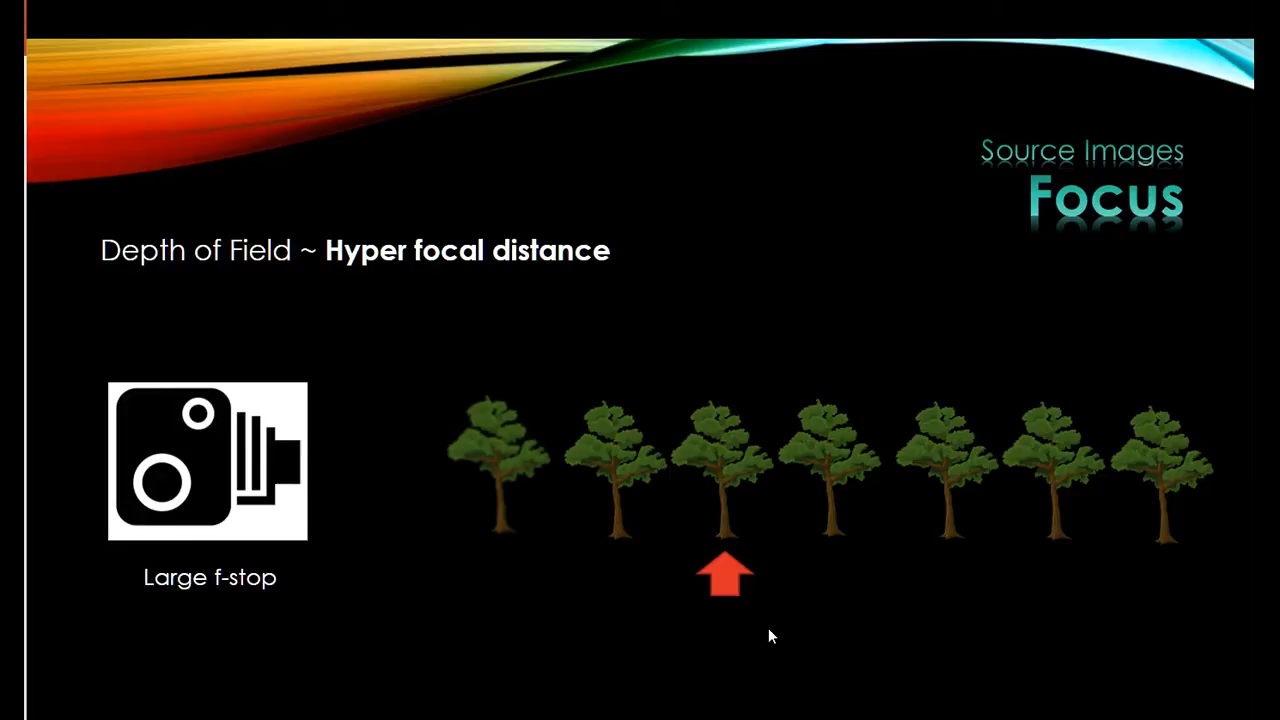 Source Images
Focus
Depth of Field ~ Hyper focal distance
Large f-stop